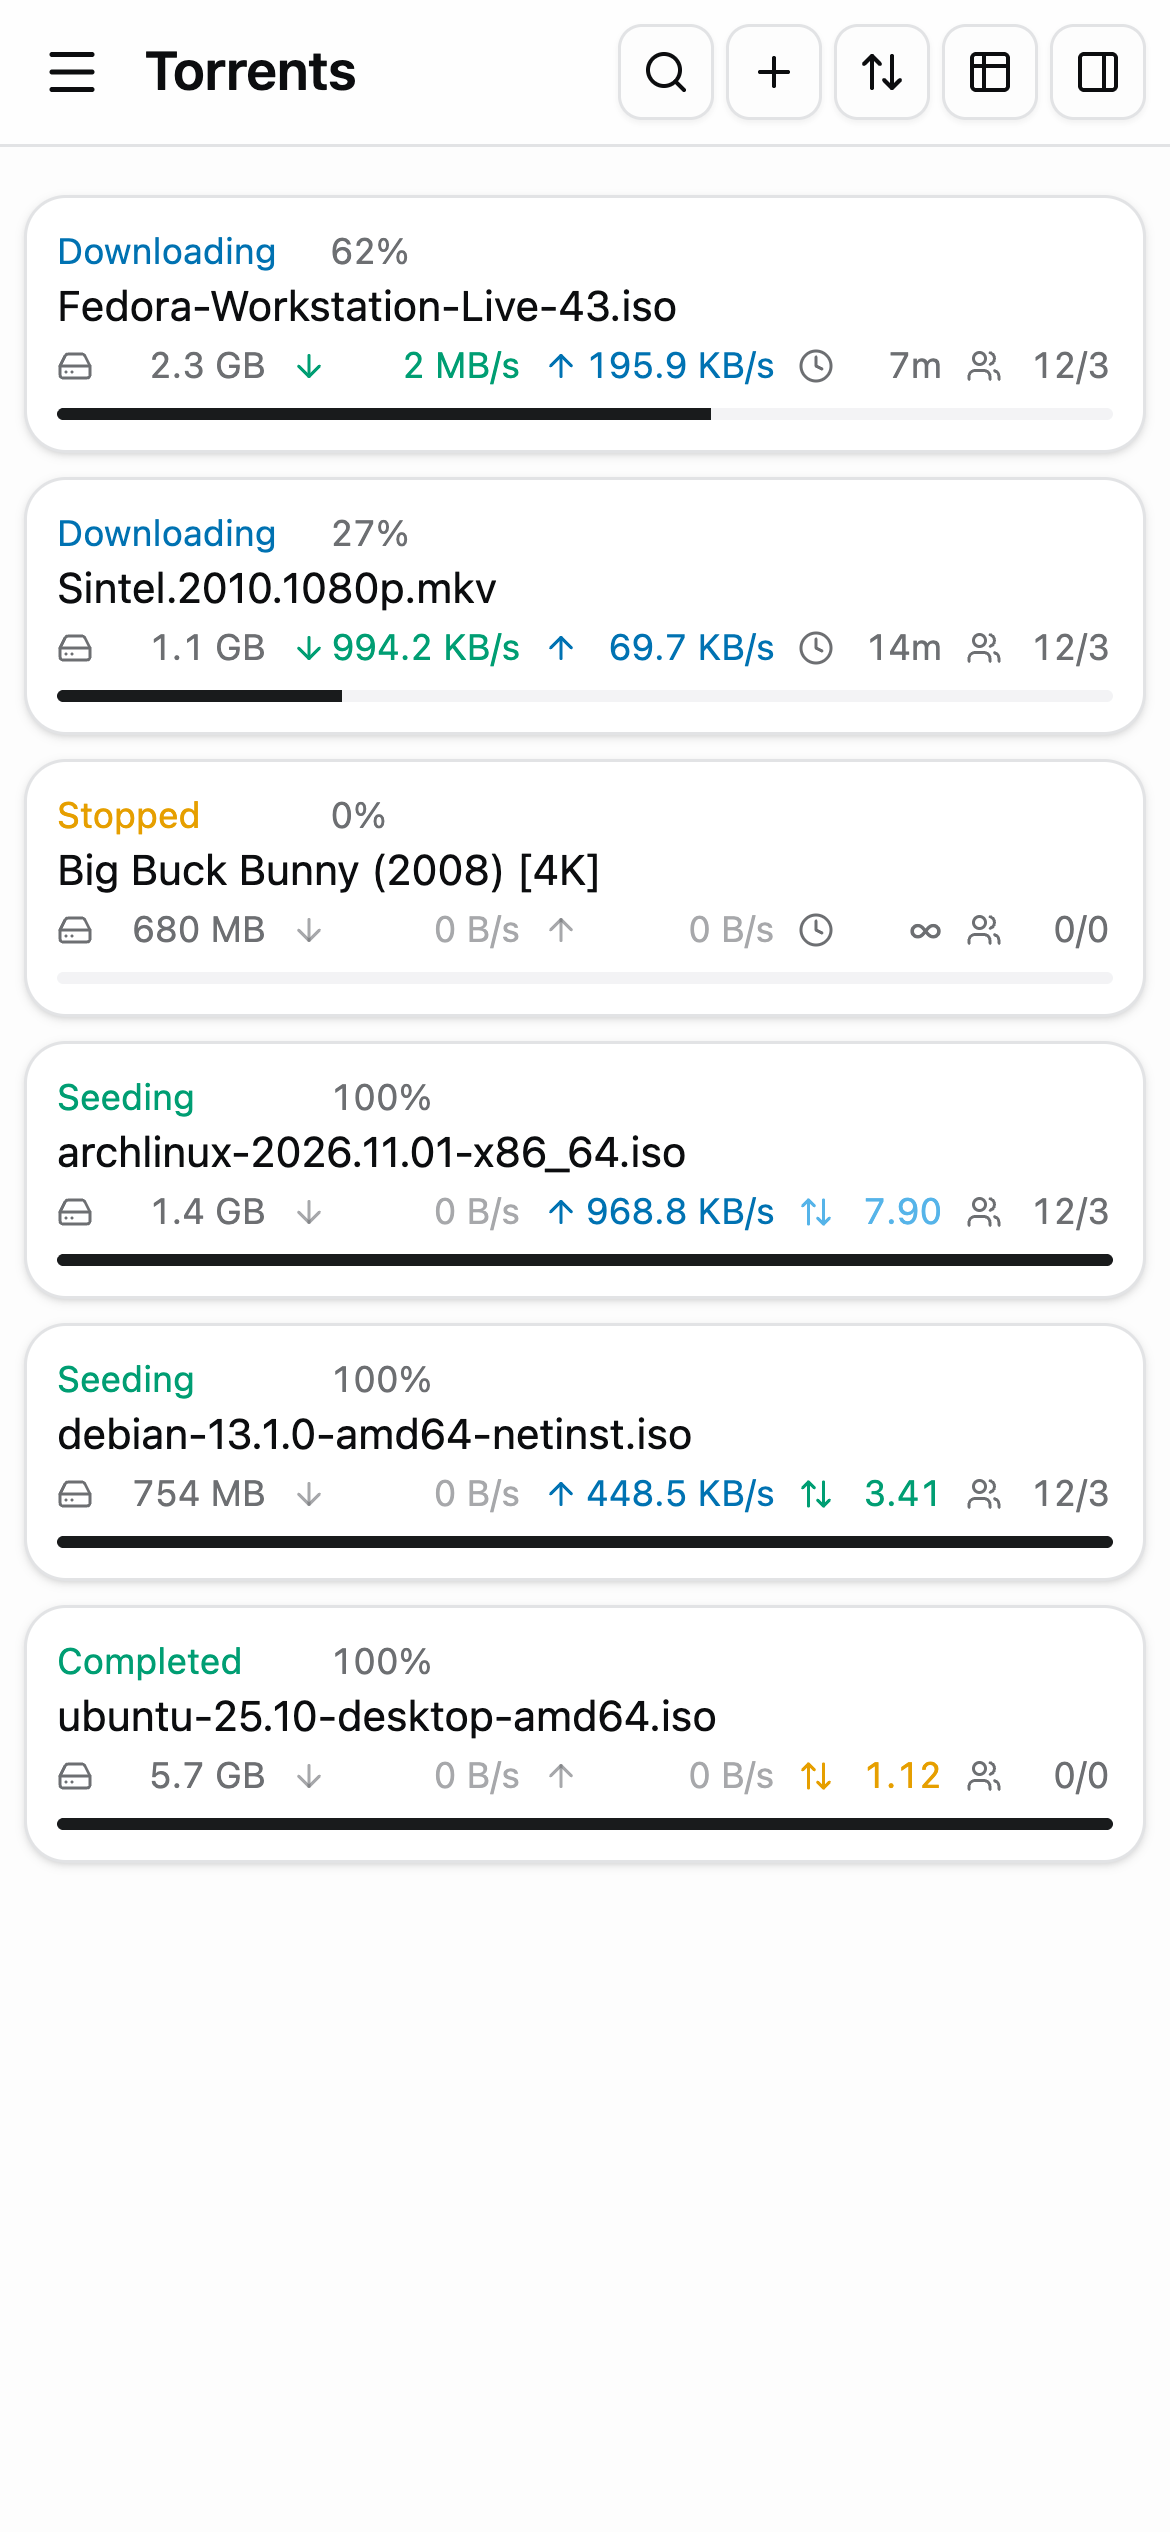 Torrents
Downloading 62%
Fedora-Workstation-Live-43.iso
2.3 GB ↓ 2 MB/s ↑ 195.9 KB/s 7m 12/3
Downloading 27%
Sintel.2010.1080p.mkv
1.1 GB ↓ 994.2 KB/s ↑ 69.7 KB/s 14m 12/3
Stopped 0%
Big Buck Bunny (2008) [4K]
680 MB ↓ 0 B/s ↑ 0 B/s ∞ 0/0
Seeding 100%
archlinux-2026.11.01-x86_64.iso
1.4 GB ↓ 0 B/s ↑ 968.8 KB/s 7.90 12/3
Seeding 100%
debian-13.1.0-amd64-netinst.iso
754 MB ↓ 0 B/s ↑ 448.5 KB/s 3.41 12/3
Completed 100%
ubuntu-25.10-desktop-amd64.iso
5.7 GB ↓ 0 B/s ↑ 0 B/s 1.12 0/0